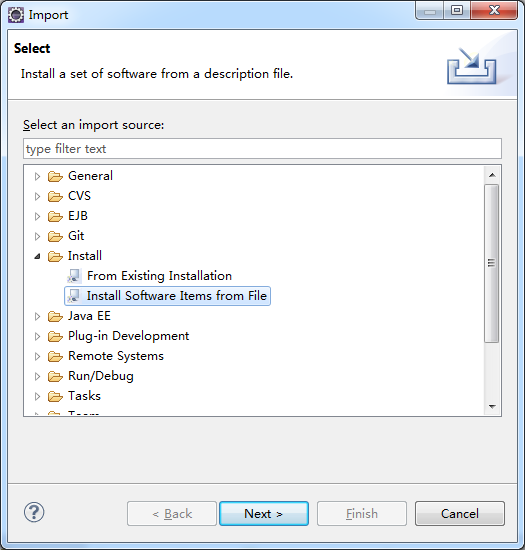 Import
Select
Install a set of software from a description file.
Select an import source:
type filter text
General
CVS
EJB
Git
Install
From Existing Installation
Install Software Items from File
Java EE
Plug-in Development
Remote Systems
Run/Debug
Tasks
Team
?
< Back
Next >
Finish
Cancel